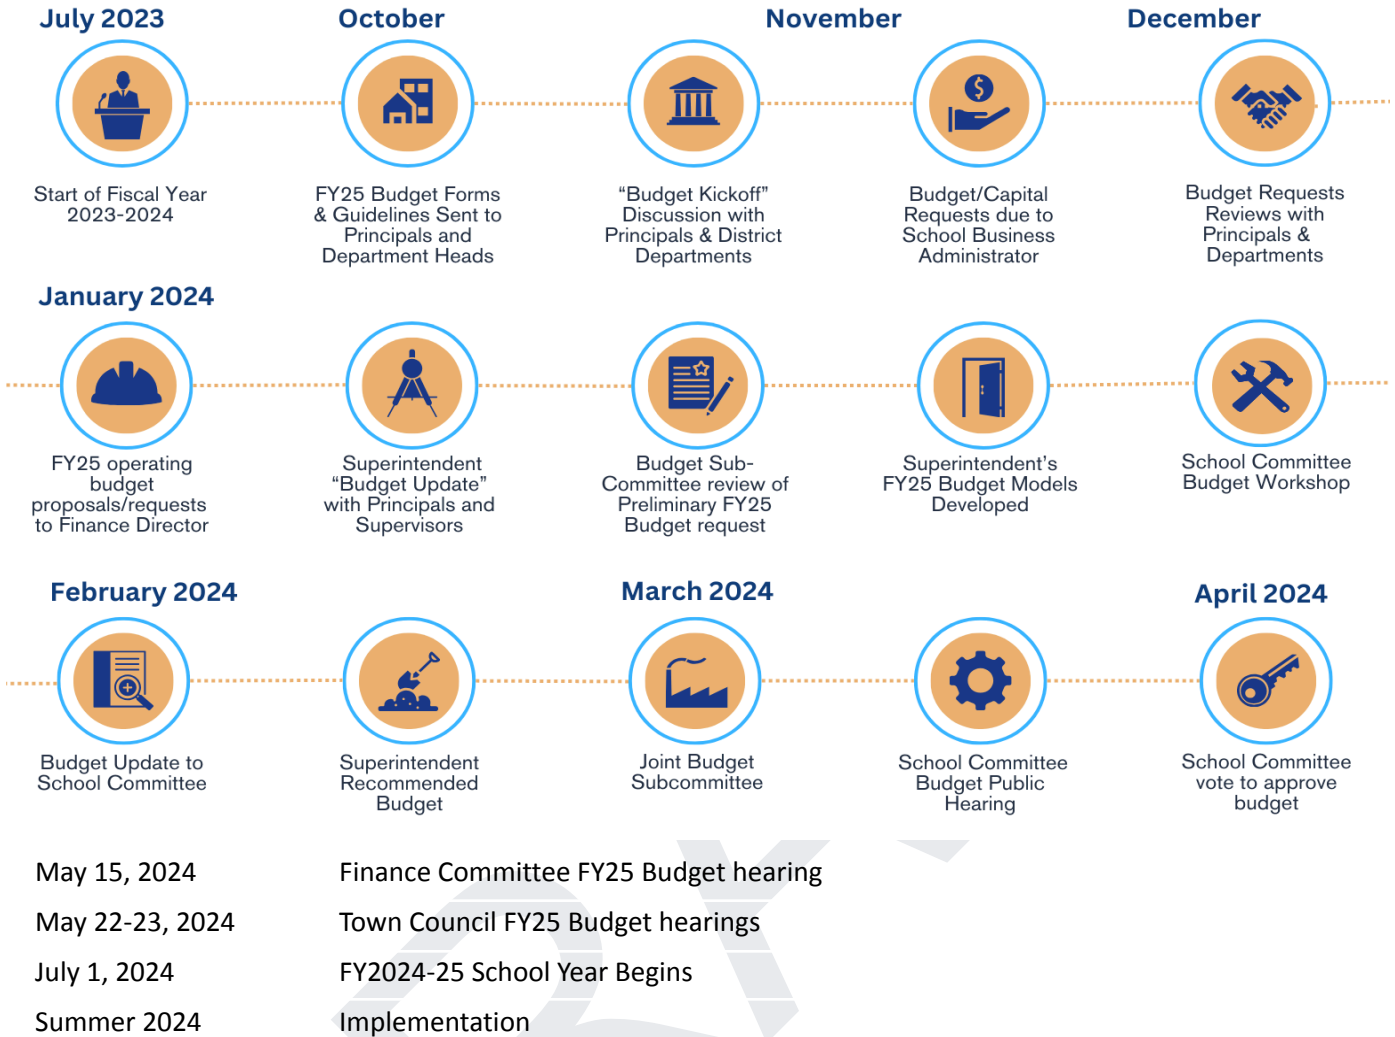 July 2023
October
November
December
Start of Fiscal Year
2023-2024
FY25 Budget Forms
& Guidelines Sent to
Principals and
Department Heads
“Budget Kickoff”
Discussion with
Principals & District
Departments
Budget/Capital
Requests due to
School Business
Administrator
Budget Requests
Reviews with
Principals &
Departments
January 2024
FY25 operating
budget
proposals/requests
to Finance Director
Superintendent
“Budget Update”
with Principals and
Supervisors
Budget Sub-
Committee review of
Preliminary FY25
Budget request
Superintendent’s
FY25 Budget Models
Developed
School Committee
Budget Workshop
February 2024
March 2024
April 2024
Budget Update to
School Committee
Superintendent
Recommended
Budget
Joint Budget
Subcommittee
School Committee
Budget Public
Hearing
School Committee
vote to approve
budget
May 15, 2024 Finance Committee FY25 Budget hearing
May 22-23, 2024 Town Council FY25 Budget hearings
July 1, 2024 FY2024-25 School Year Begins
Summer 2024 Implementation